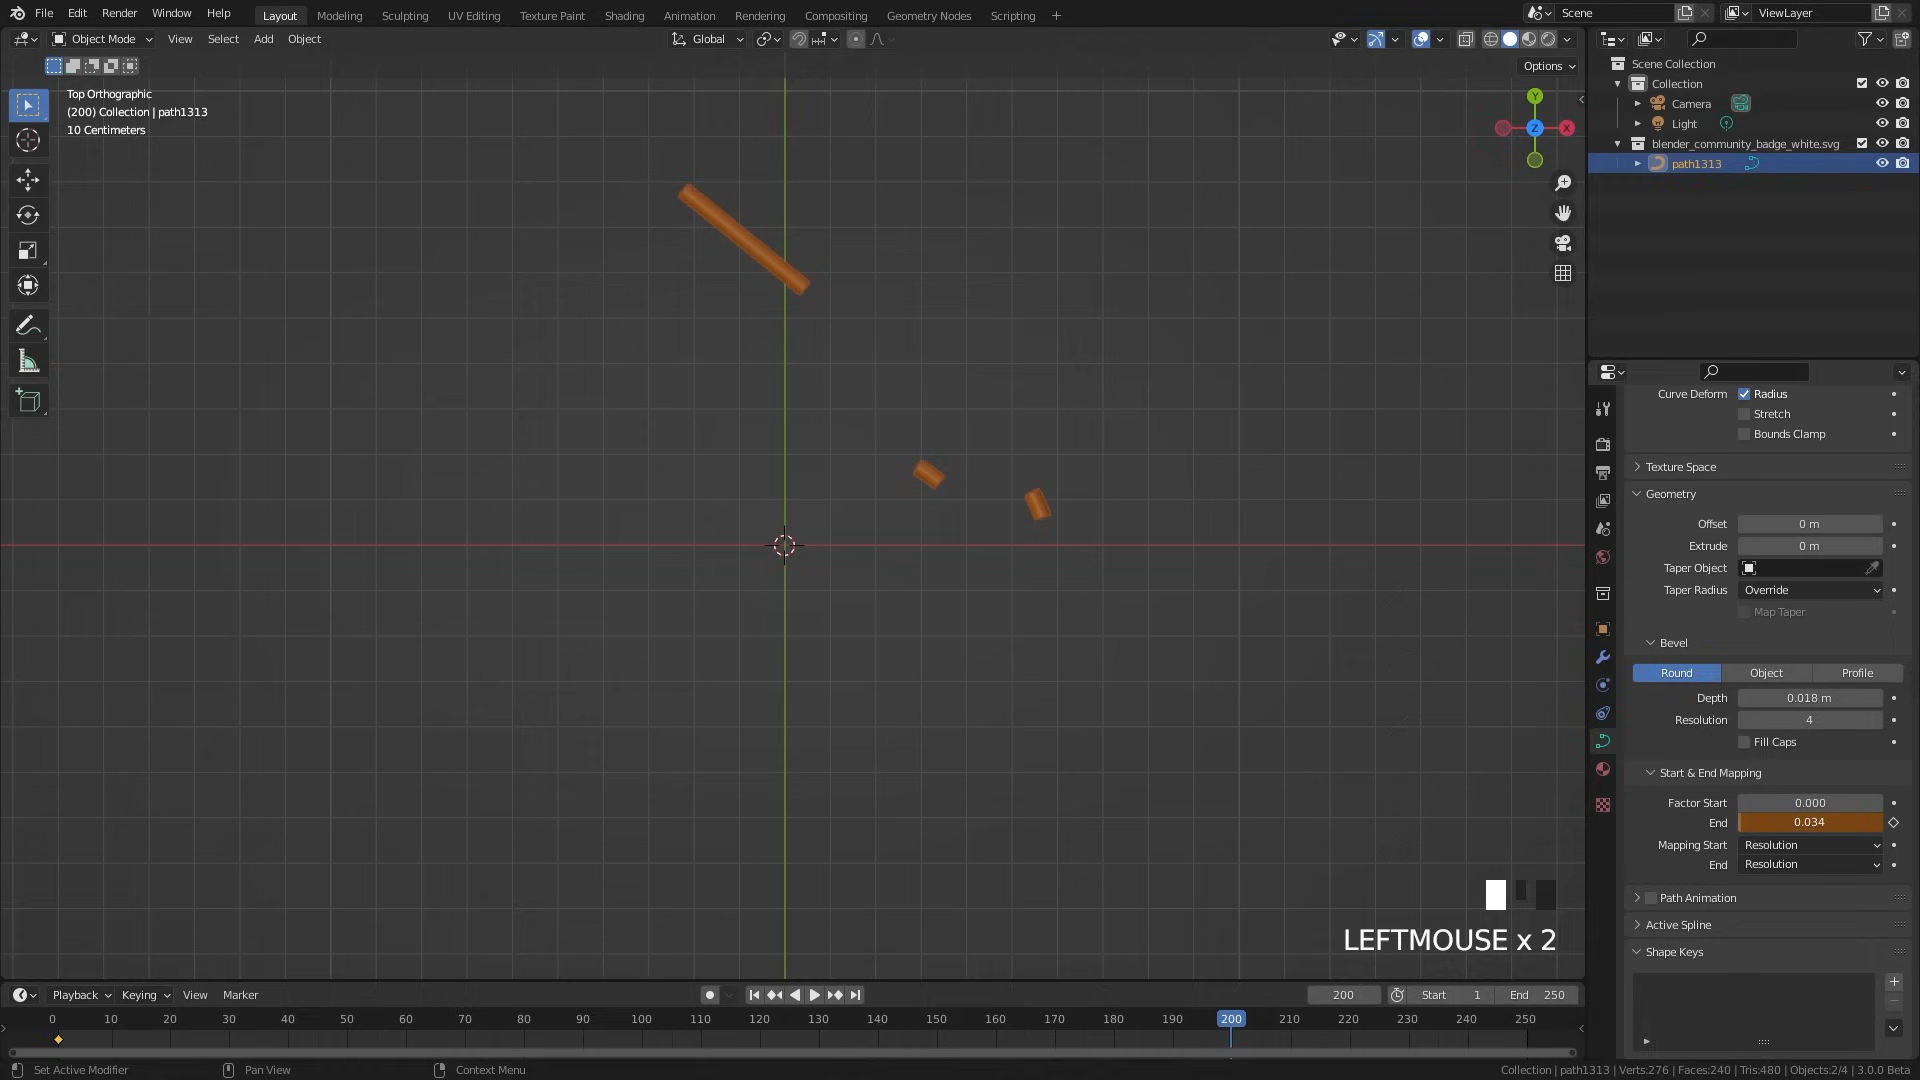 File Edit Render Window Help Layout Modeling Sculpting UV Editing Texture Paint Shading Animation Rendering Compositing Geometry Nodes Scripting + Scene ViewLayer
Object Mode View Select Add Object Global
Options
Top Orthographic
(200) Collection | path1313
10 Centimeters
Y
Z X
Scene Collection
Collection
Camera
Light
blender_community_badge_white.svg
path1313
Curve Deform Radius
Stretch
Bounds Clamp
Texture Space
Geometry
Offset 0 m
Extrude 0 m
Taper Object
Taper Radius Override
Map Taper
Bevel
Round Object Profile
Depth 0.018 m
Resolution 4
Fill Caps
Start & End Mapping
Factor Start 0.000
End 0.034
Mapping Start Resolution
End Resolution
Path Animation
Active Spline
Shape Keys
LEFTMOUSE x 2
Playback Keying View Marker 200 Start 1 End 250
0 10 20 30 40 50 60 70 80 90 100 110 120 130 140 150 160 170 180 190 200 210 220 230 240 250
Set Active Modifier Pan View Context Menu Collection | path1313 | Verts:276 | Faces:240 | Tris:480 | Objects:2/4 | 3.0.0 Beta